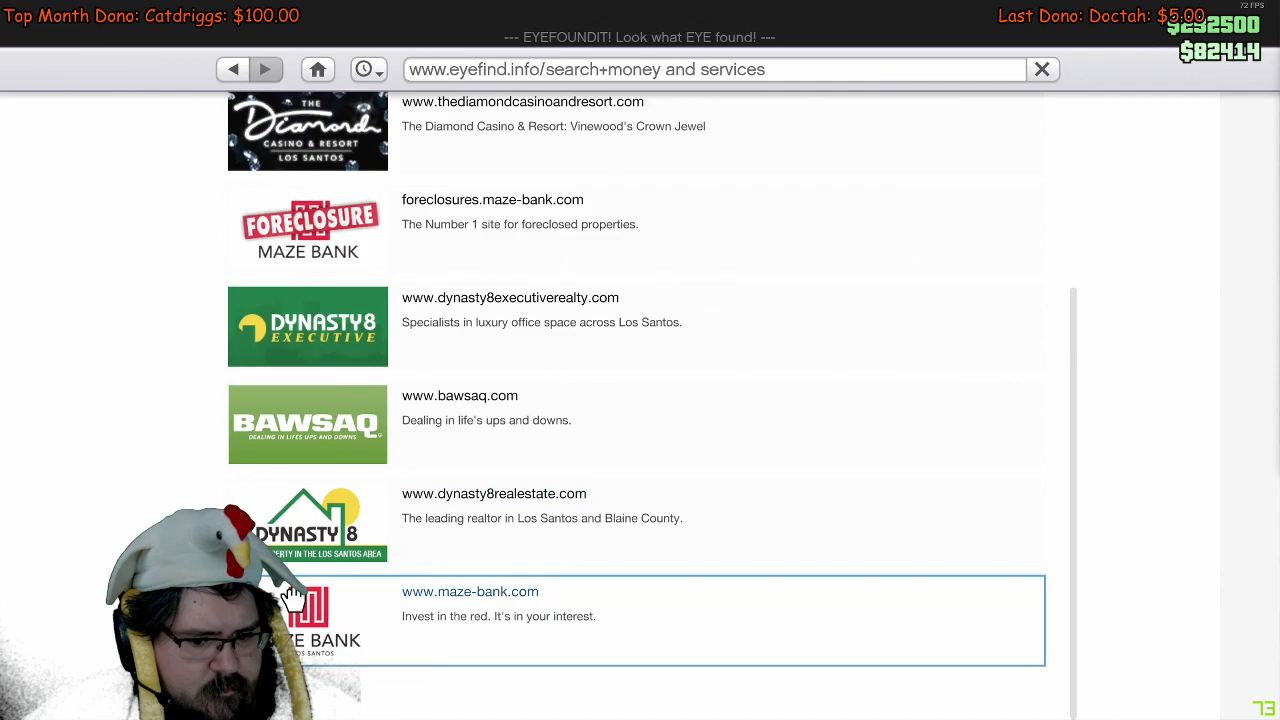 Top Month Dono: Catdriggs: $100.00
Last Dono: Doctah: $5.00
72 FPS
--- EYEFOUNDIT! Look what EYE found! ---
$292500
$82414
www.eyefind.info/search+money and services
THE
Diamond
CASINO & RESORT
LOS SANTOS
www.thediamondcasinoandresort.com
The Diamond Casino & Resort: Vinewood's Crown Jewel
FORECLOSURE
MAZE BANK
foreclosures.maze-bank.com
The Number 1 site for foreclosed properties.
DYNASTY8
EXECUTIVE
www.dynasty8executiverealty.com
Specialists in luxury office space across Los Santos.
BAWSAQ
DEALING IN LIFES UPS AND DOWNS
www.bawsaq.com
Dealing in life's ups and downs.
DYNASTY 8
ERTY IN THE LOS SANTOS AREA
www.dynasty8realestate.com
The leading realtor in Los Santos and Blaine County.
ZE BANK
OS SANTOS
www.maze-bank.com
Invest in the red. It's in your interest.
73